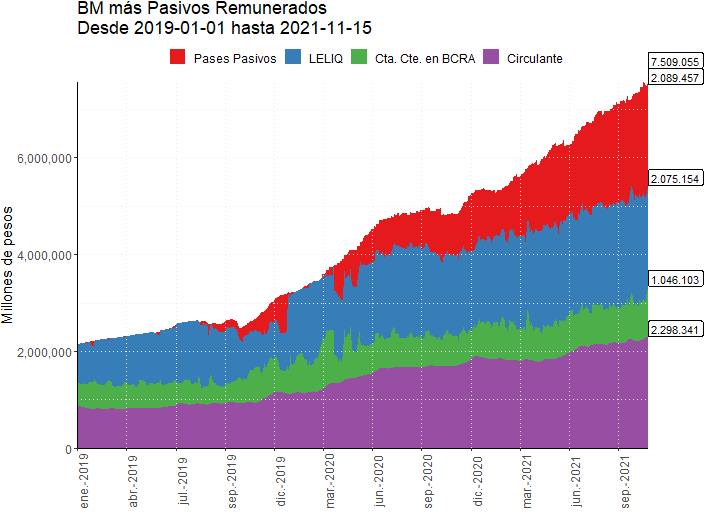 BM más Pasivos Remunerados
Desde 2019-01-01 hasta 2021-11-15
Pases Pasivos
LELIQ
Cta. Cte. en BCRA
Circulante
7.509.055
2.089.457
2.075.154
1.046.103
2.298.341
Millones de pesos
6,000,000
4,000,000
2,000,000
0
ene.-2019
abr.-2019
jul.-2019
sep.-2019
dic.-2019
mar.-2020
jun.-2020
sep.-2020
dic.-2020
mar.-2021
jun.-2021
sep.-2021